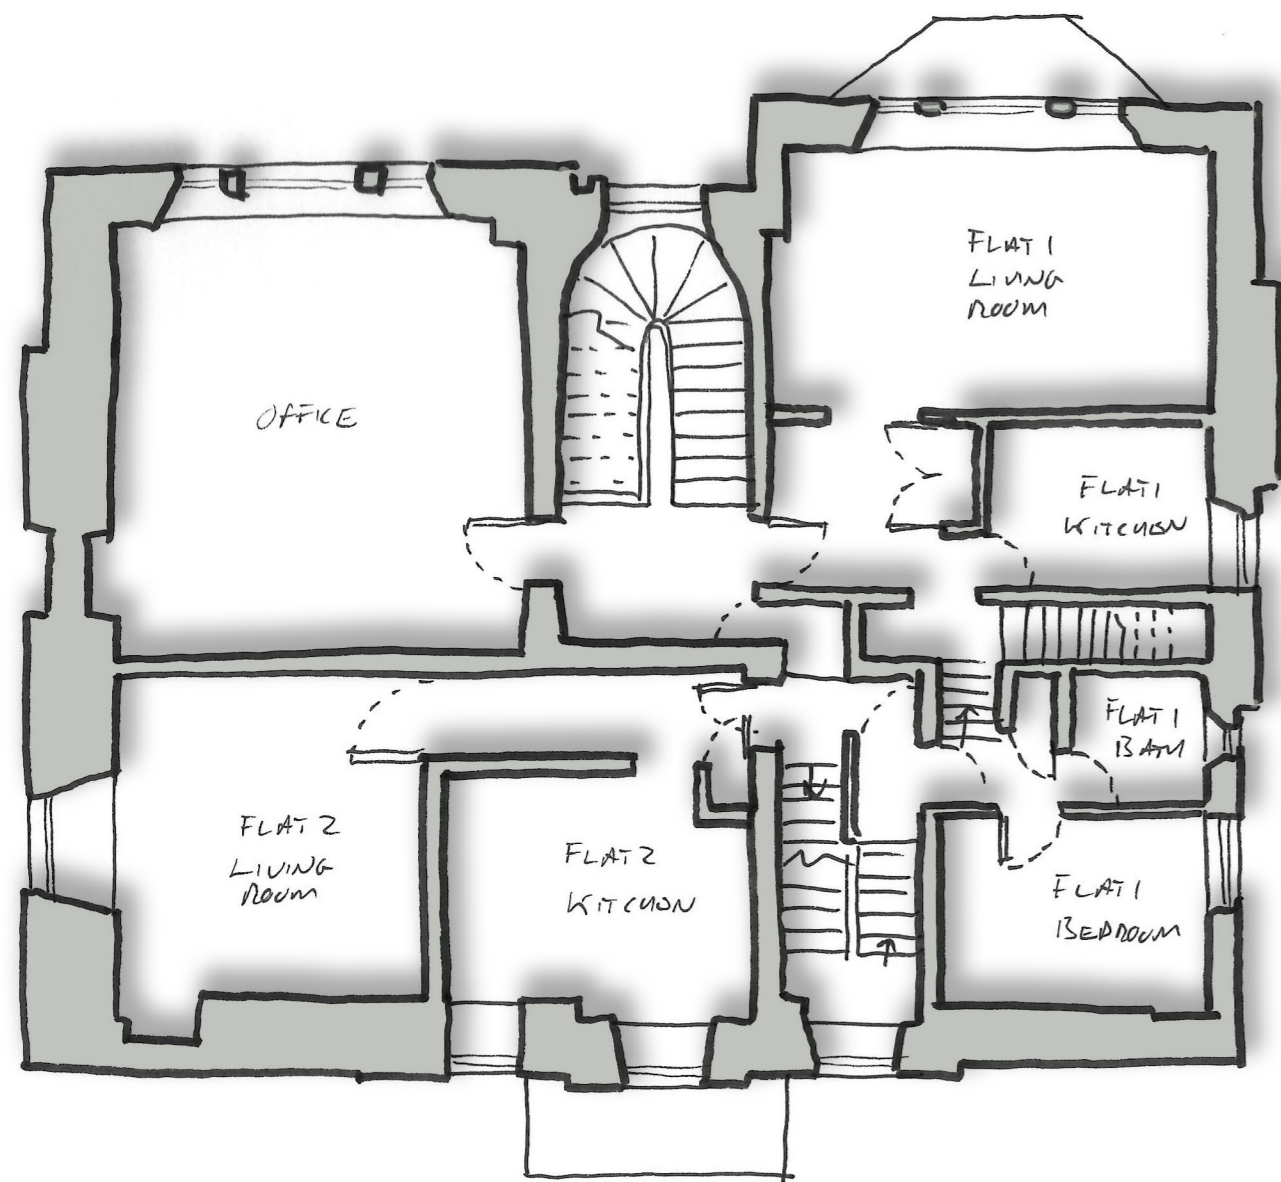 FLAT 1
LIVING
ROOM
OFFICE
FLAT 1
KITCHEN
FLAT 1
BATH
FLAT 2
LIVING
ROOM
FLAT 2
KITCHEN
FLAT 1
BEDROOM